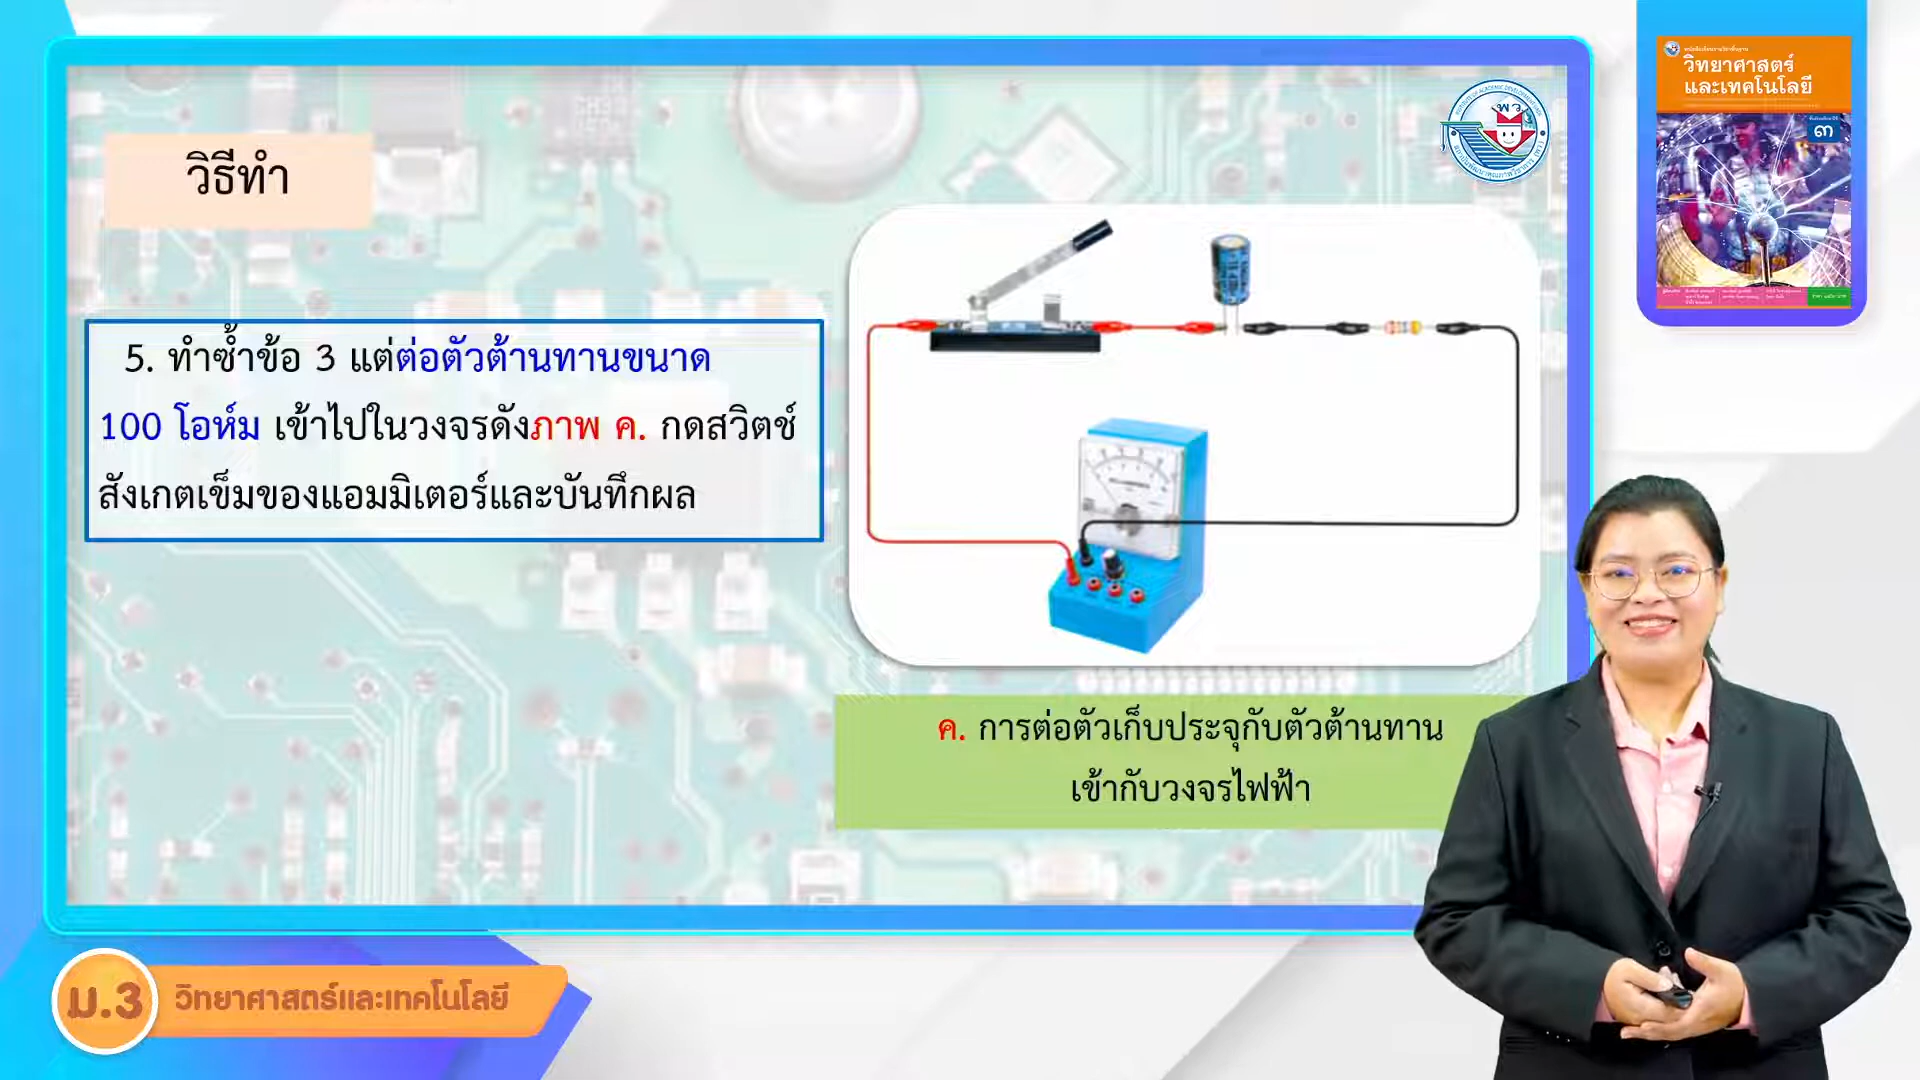 วิทยาศาสตร์
และเทคโนโลยี
๓
พว.
วิธีทำ
5. ทำซ้ำข้อ 3 แต่ต่อตัวต้านทานขนาด
100 โอห์ม เข้าไปในวงจรดังภาพ ค. กดสวิตช์
สังเกตเข็มของแอมมิเตอร์และบันทึกผล
ค. การต่อตัวเก็บประจุกับตัวต้านทาน
เข้ากับวงจรไฟฟ้า
ม.3 วิทยาศาสตร์และเทคโนโลยี